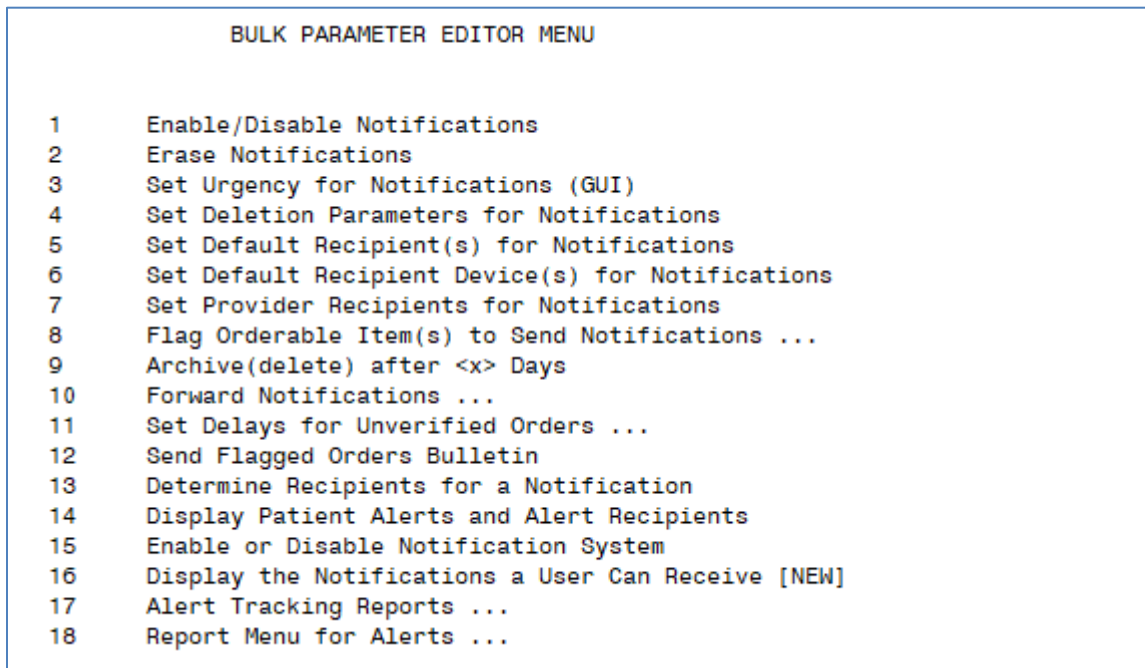 BULK PARAMETER EDITOR MENU
1 Enable/Disable Notifications
2 Erase Notifications
3 Set Urgency for Notifications (GUI)
4 Set Deletion Parameters for Notifications
5 Set Default Recipient(s) for Notifications
6 Set Default Recipient Device(s) for Notifications
7 Set Provider Recipients for Notifications
8 Flag Orderable Item(s) to Send Notifications ...
9 Archive(delete) after <x> Days
10 Forward Notifications ...
11 Set Delays for Unverified Orders ...
12 Send Flagged Orders Bulletin
13 Determine Recipients for a Notification
14 Display Patient Alerts and Alert Recipients
15 Enable or Disable Notification System
16 Display the Notifications a User Can Receive [NEW]
17 Alert Tracking Reports ...
18 Report Menu for Alerts ...